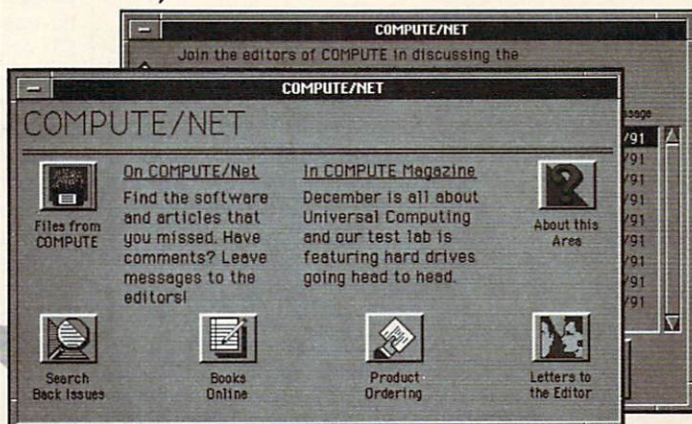 COMPUTE/NET
Join the editors of COMPUTE in discussing the
COMPUTE/NET
COMPUTE/NET
On COMPUTE/Net
Find the software
and articles that
you missed. Have
comments? Leave
messages to the
editors!
In COMPUTE Magazine
December is all about
Universal Computing
and our test lab is
featuring hard drives
going head to head.
Files from
COMPUTE
About this
Area
Search
Back Issues
Books
Online
Product
Ordering
Letters to
the Editor
/91
/91
/91
/91
/91
/91
/91
/91
/91